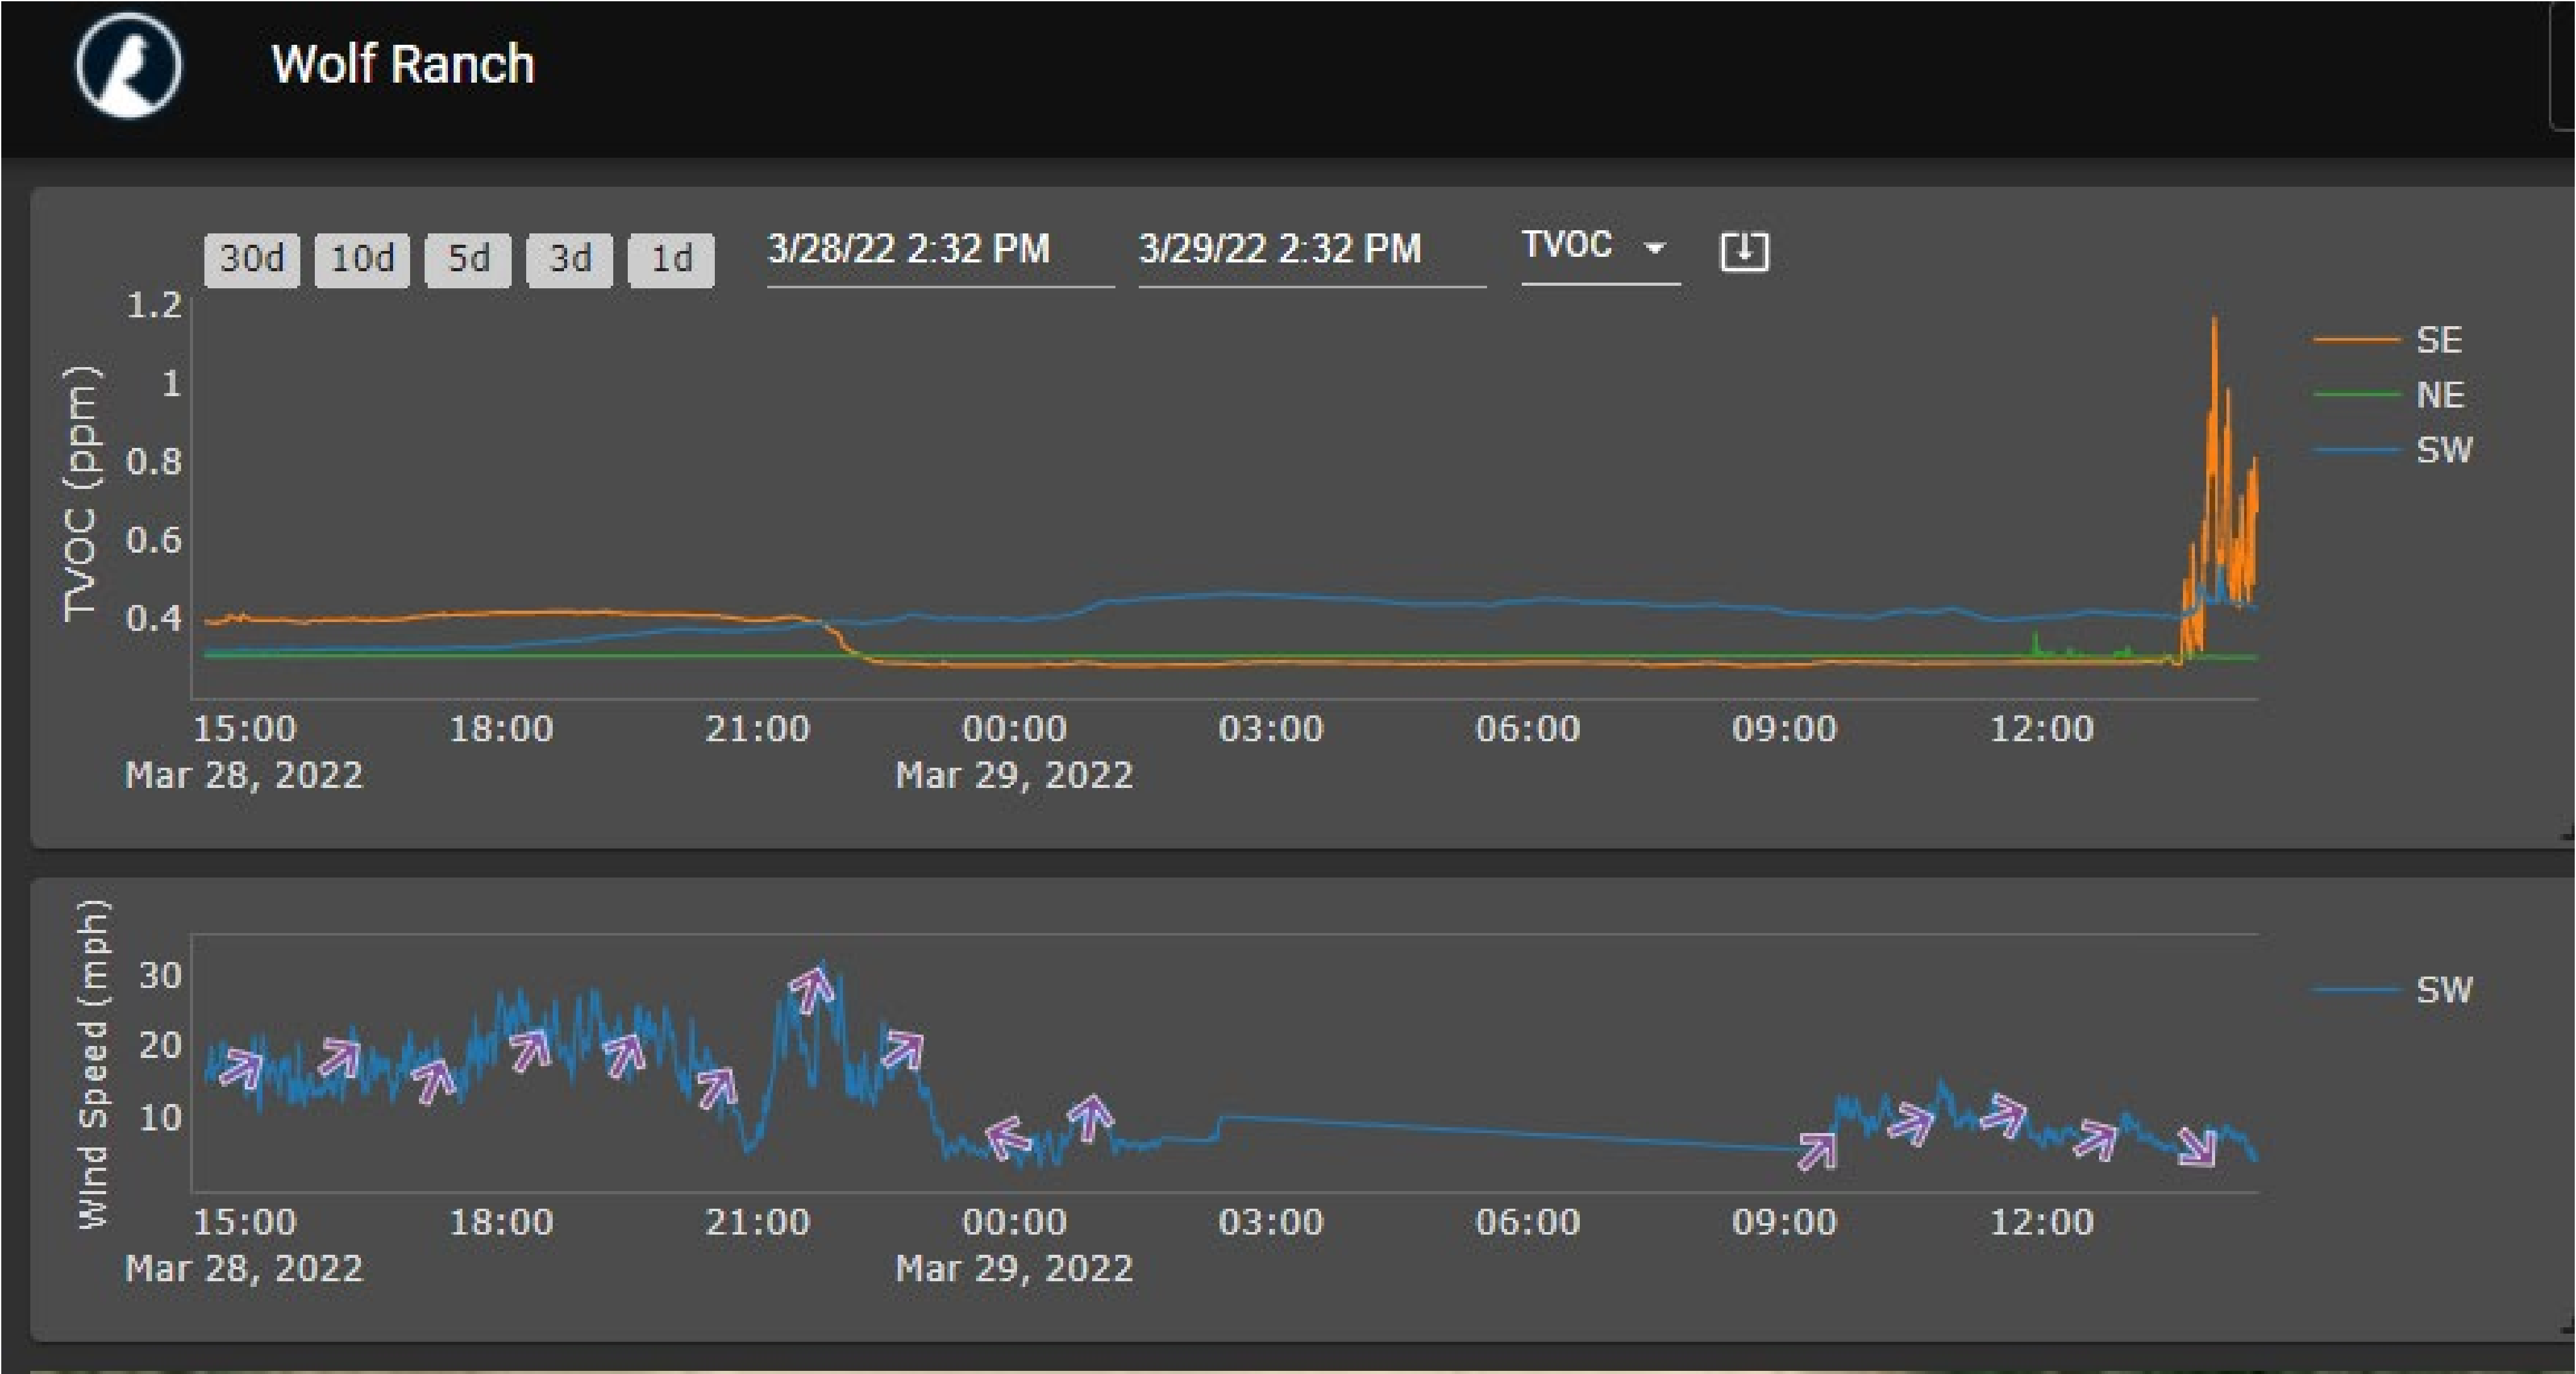 Wolf Ranch
30d 10d 5d 3d 1d 3/28/22 2:32 PM 3/29/22 2:32 PM TVOC
TVOC (ppm)
1.2
1
0.8
0.6
0.4
SE
NE
SW
15:00 18:00 21:00 00:00 03:00 06:00 09:00 12:00
Mar 28, 2022 Mar 29, 2022
Wind Speed (mph)
30
20
10
SW
15:00 18:00 21:00 00:00 03:00 06:00 09:00 12:00
Mar 28, 2022 Mar 29, 2022